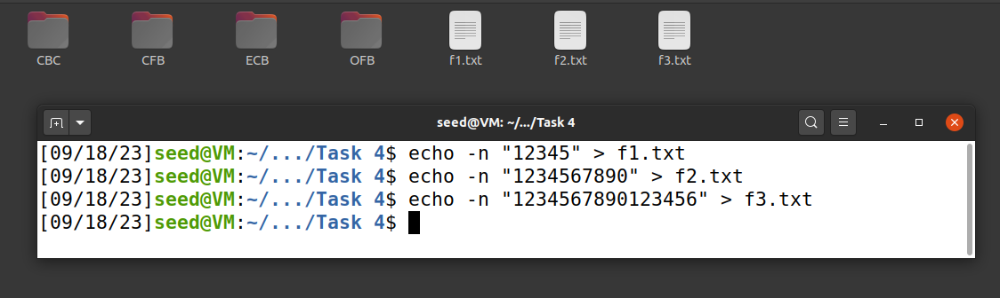 CBC CFB ECB OFB f1.txt f2.txt f3.txt
seed@VM: ~/.../Task 4
[09/18/23]seed@VM:~/.../Task 4$ echo -n "12345" > f1.txt
[09/18/23]seed@VM:~/.../Task 4$ echo -n "1234567890" > f2.txt
[09/18/23]seed@VM:~/.../Task 4$ echo -n "1234567890123456" > f3.txt
[09/18/23]seed@VM:~/.../Task 4$